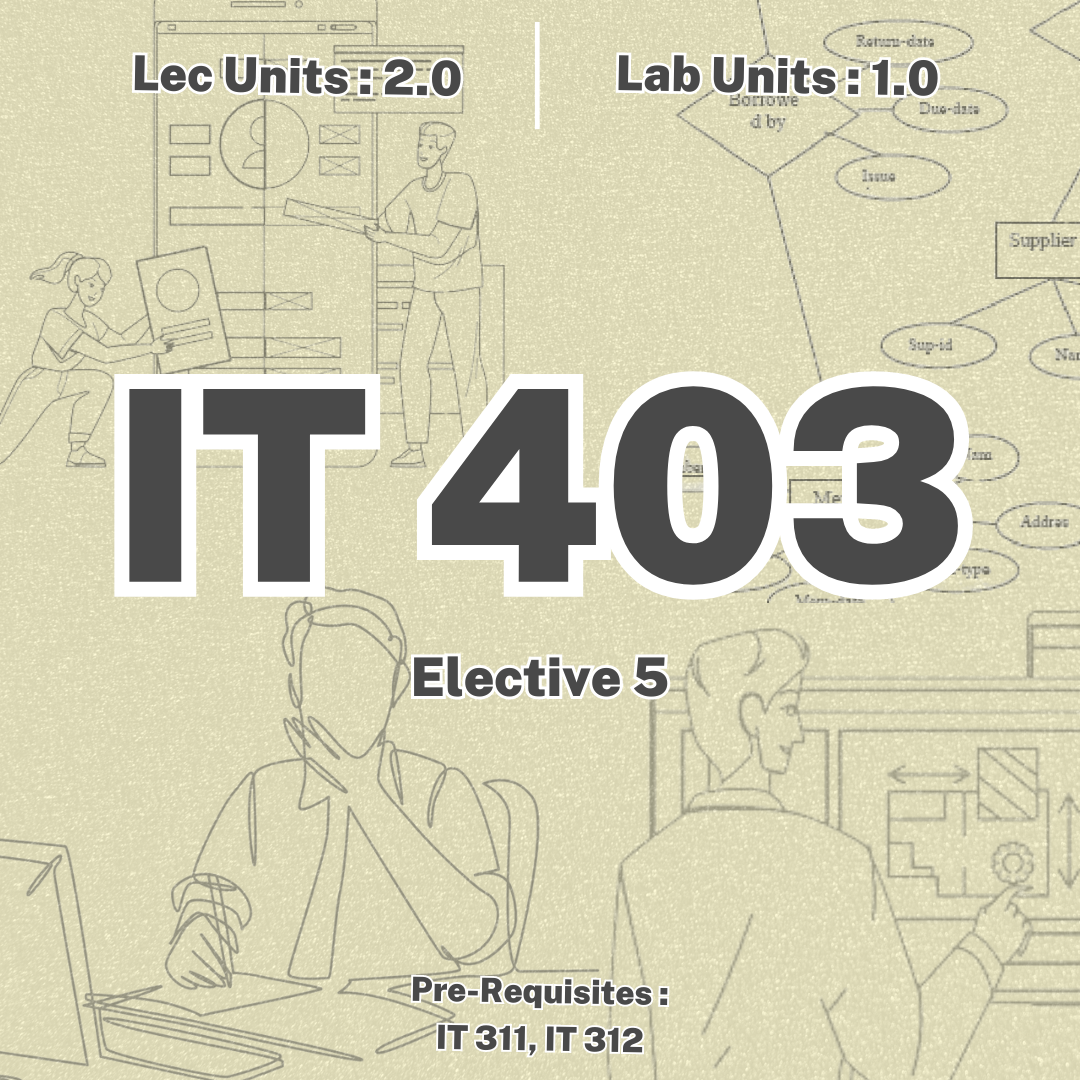 Lec Units : 2.0
Lab Units : 1.0
Return-date
Borrowe
d by
Due-date
Issue
Supplier
Sup-id
IT 403
Addres
Elective 5
Pre-Requisites :
IT 311, IT 312